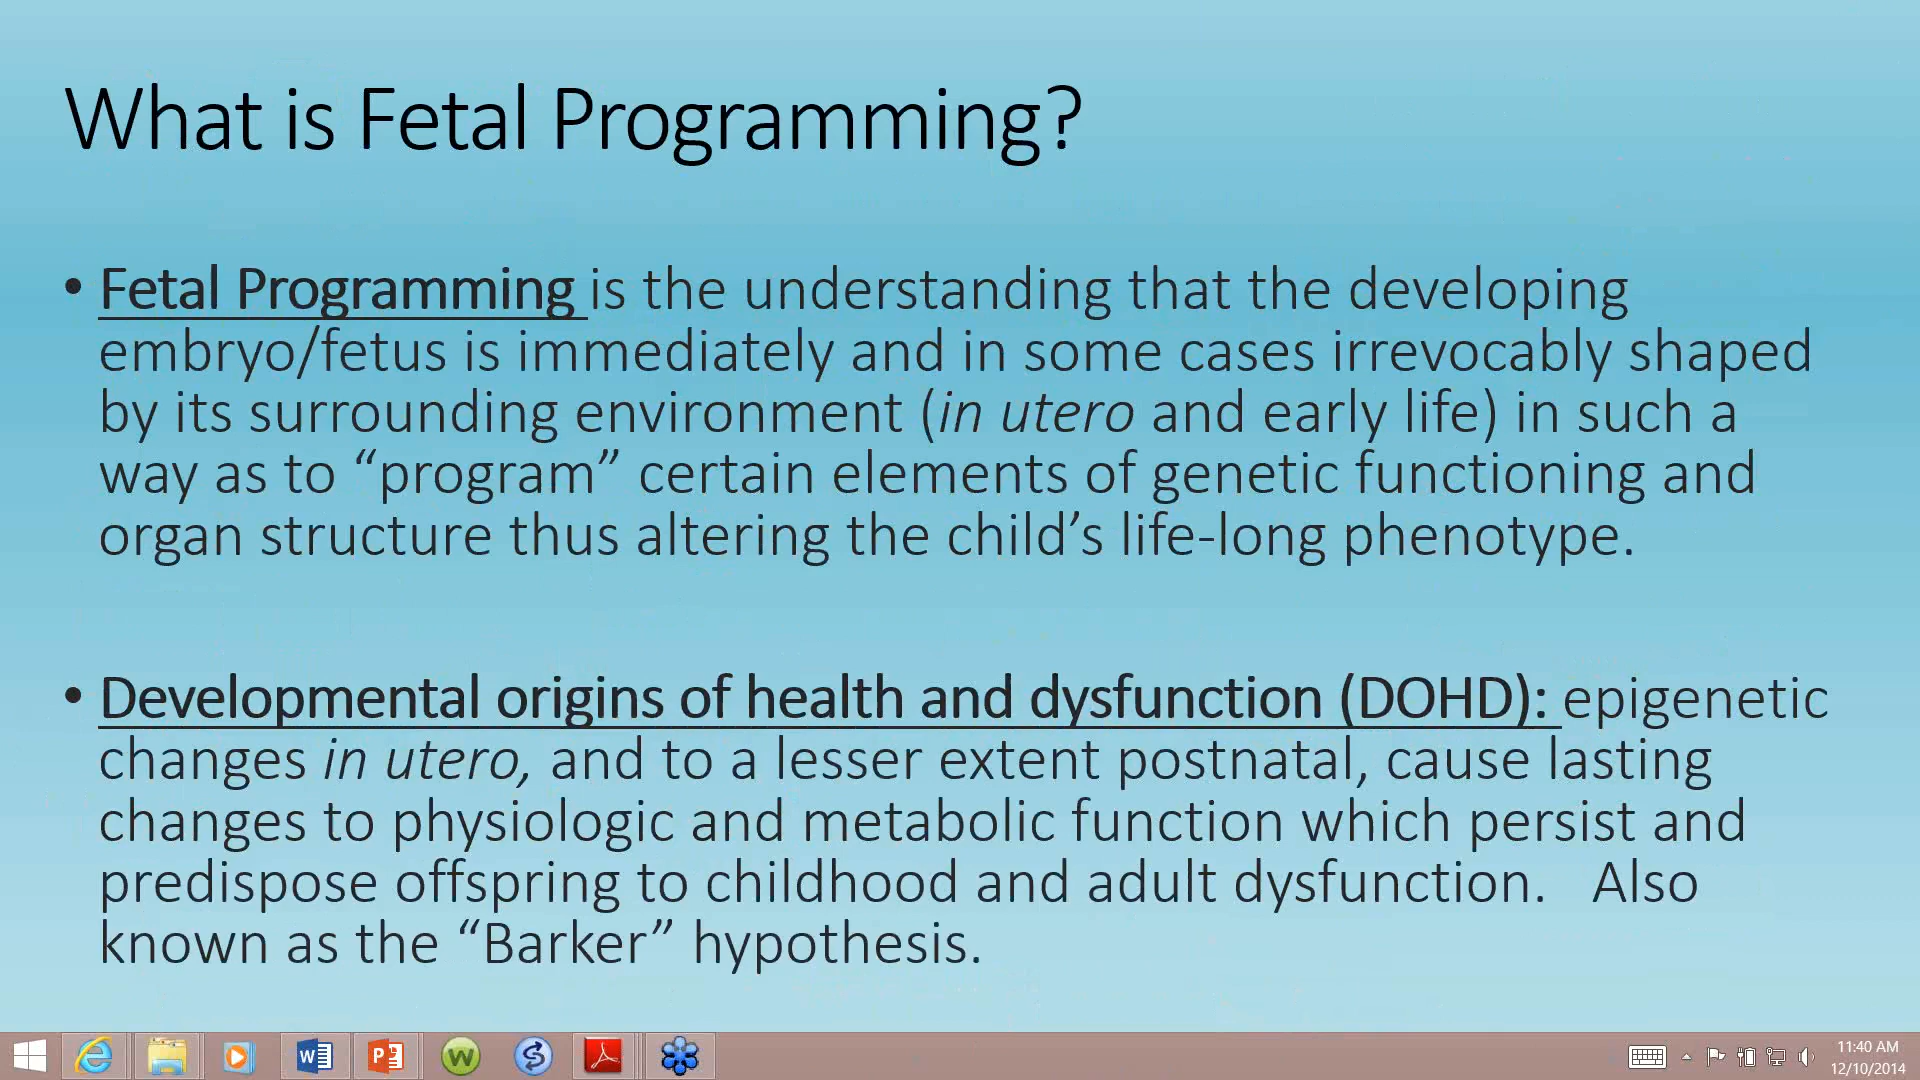 What is Fetal Programming?
• Fetal Programming is the understanding that the developing
embryo/fetus is immediately and in some cases irrevocably shaped
by its surrounding environment (in utero and early life) in such a
way as to “program” certain elements of genetic functioning and
organ structure thus altering the child’s life-long phenotype.
• Developmental origins of health and dysfunction (DOHD): epigenetic
changes in utero, and to a lesser extent postnatal, cause lasting
changes to physiologic and metabolic function which persist and
predispose offspring to childhood and adult dysfunction. Also
known as the “Barker” hypothesis.
11:40 AM
12/10/2014